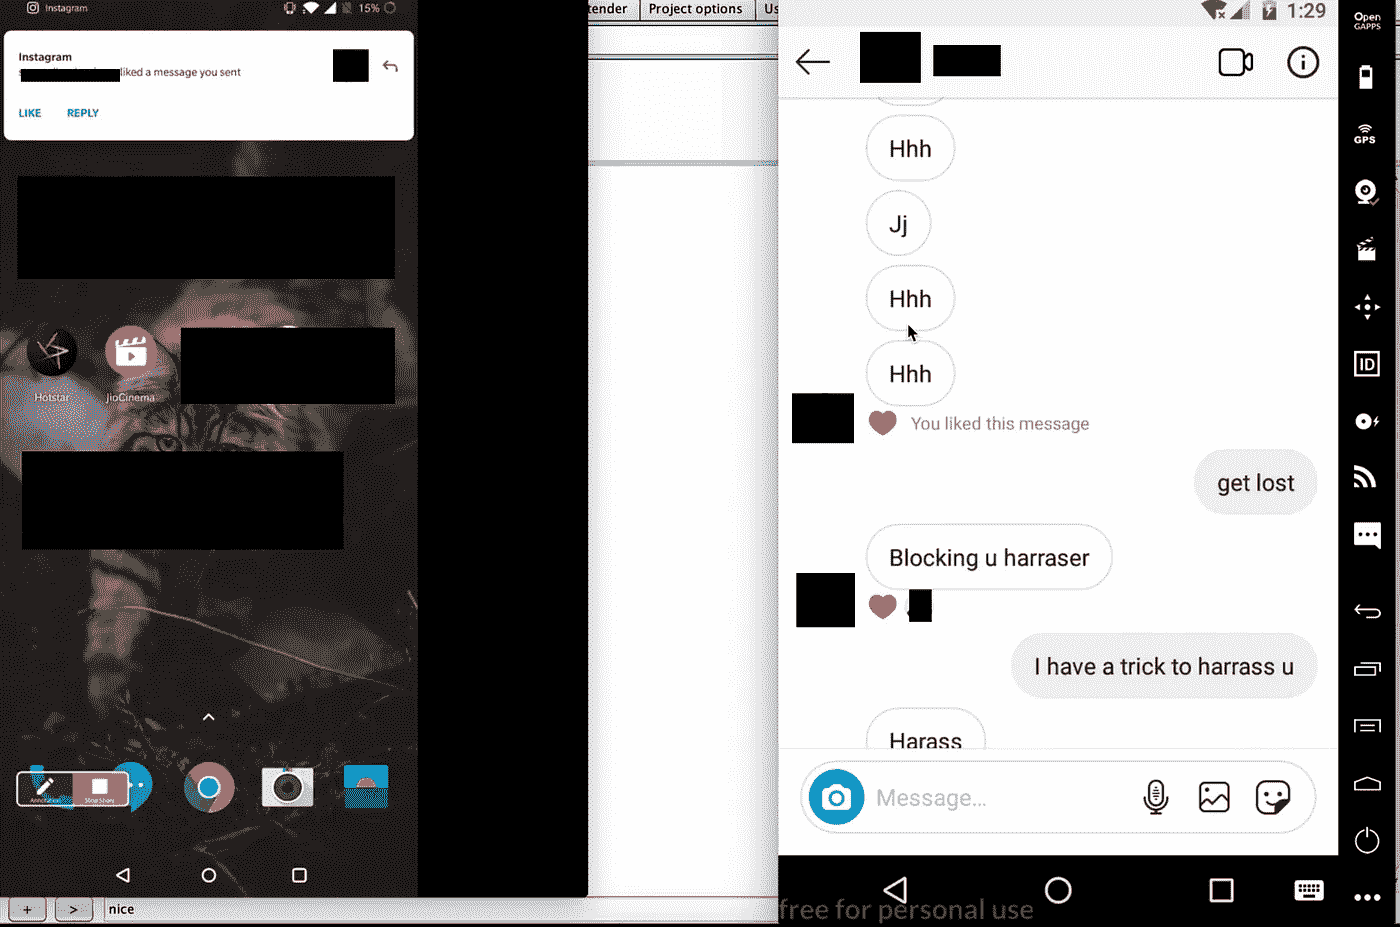 Instagram
15%
Instagram
liked a message you sent
LIKE
REPLY
Hotstar
JioCinema
Annotation
Stop Share
+
>
nice
tender
Project options
Us
1:29
Hhh
Jj
Hhh
Hhh
You liked this message
get lost
Blocking u harraser
I have a trick to harrass u
Harass
Message...
free for personal use
Open
GAPPS
GPS
ID